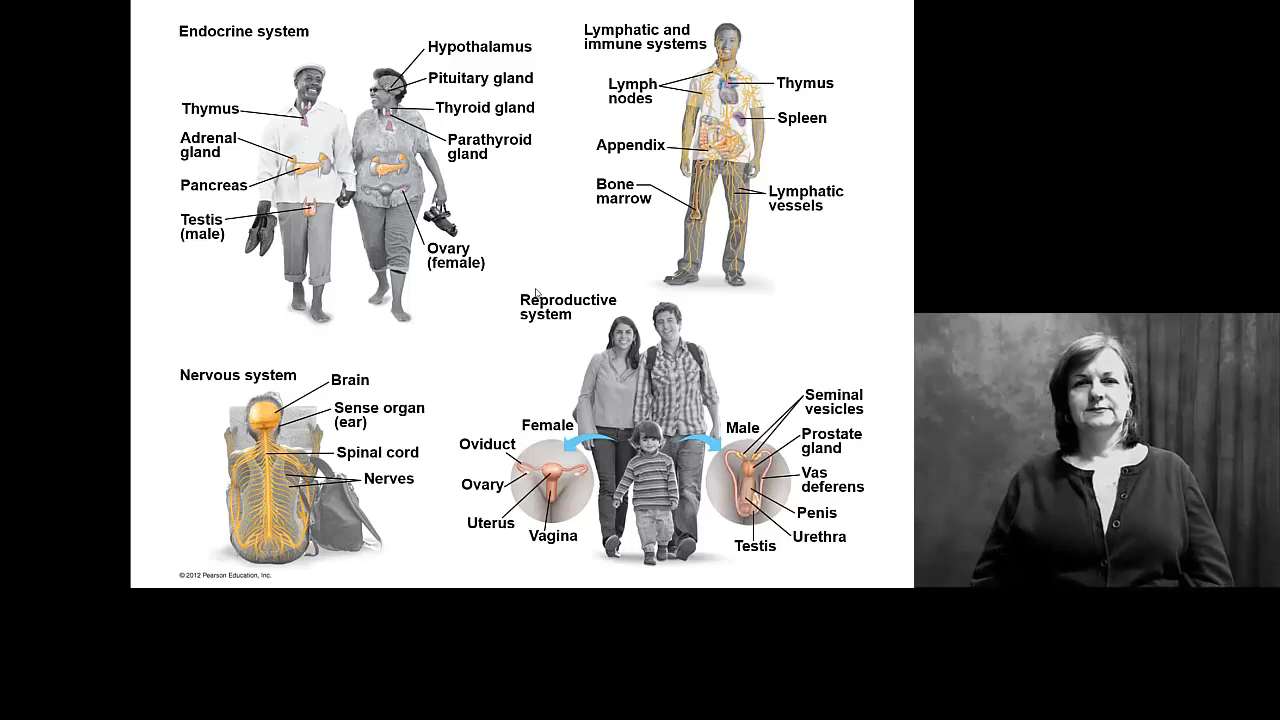 Endocrine system
Hypothalamus
Pituitary gland
Thymus
Thyroid gland
Adrenal
gland
Parathyroid
gland
Pancreas
Testis
(male)
Ovary
(female)
Lymphatic and
immune systems
Lymph
nodes
Thymus
Spleen
Appendix
Bone
marrow
Lymphatic
vessels
Nervous system
Brain
Sense organ
(ear)
Spinal cord
Nerves
Reproductive
system
Female
Oviduct
Ovary
Uterus
Vagina
Male
Seminal
vesicles
Prostate
gland
Vas
deferens
Penis
Urethra
Testis
© 2012 Pearson Education, Inc.